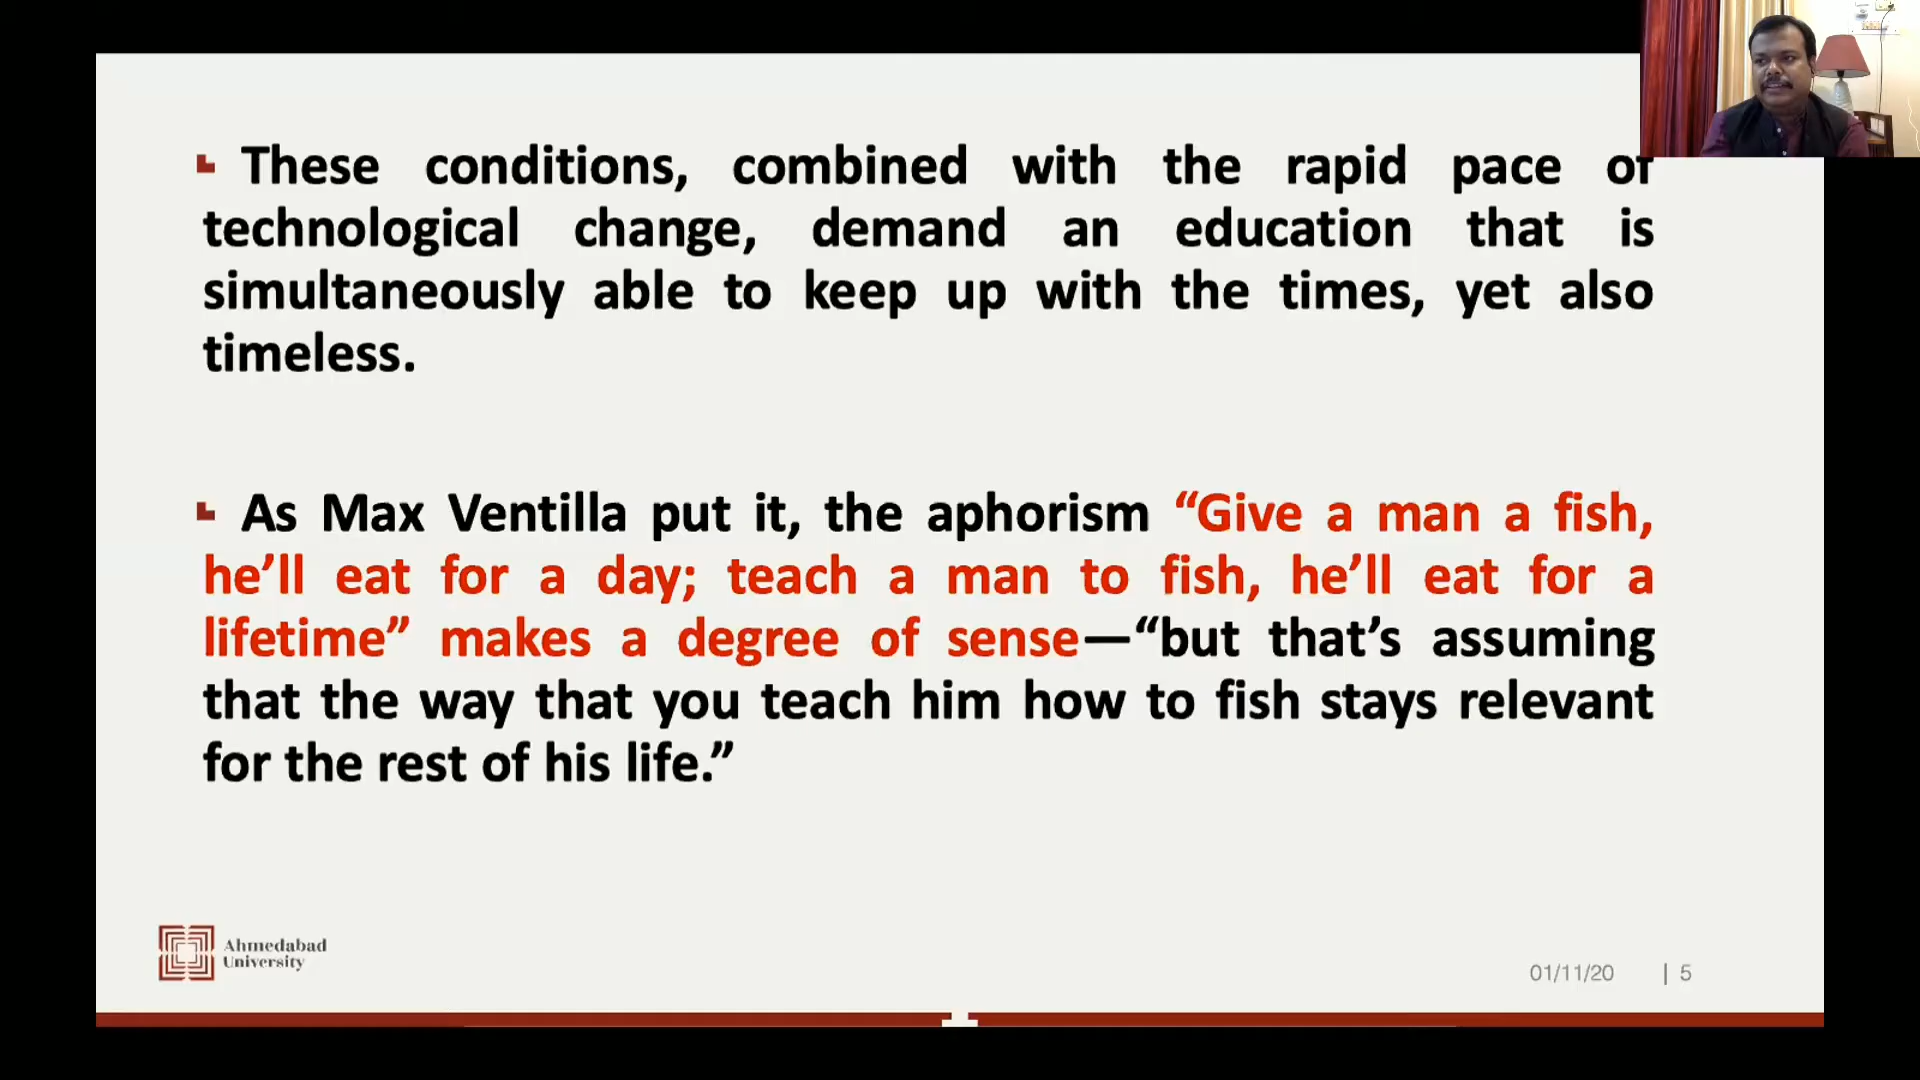 These conditions, combined with the rapid pace of
technological change, demand an education that is
simultaneously able to keep up with the times, yet also
timeless.
As Max Ventilla put it, the aphorism “Give a man a fish,
he’ll eat for a day; teach a man to fish, he’ll eat for a
lifetime” makes a degree of sense—“but that’s assuming
that the way that you teach him how to fish stays relevant
for the rest of his life.”
Ahmedabad
University
01/11/20 | 5